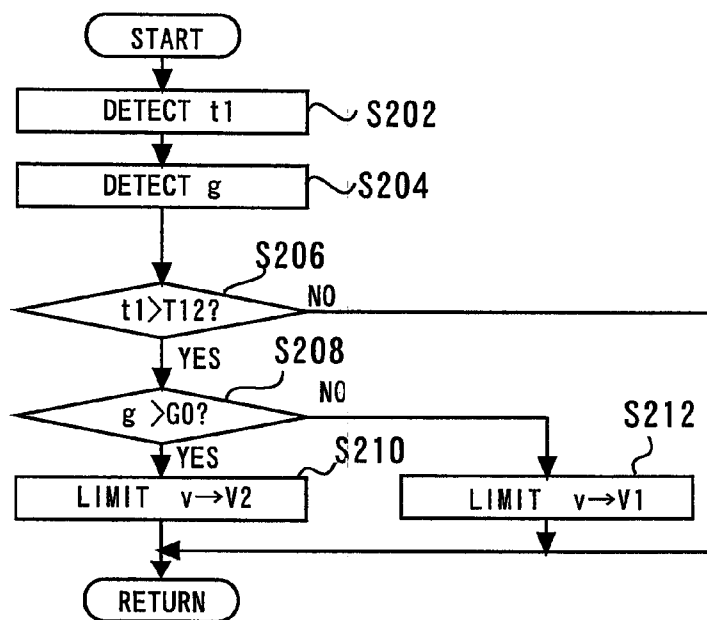 START
DETECT t1
S202
DETECT g
S204
S206
t1>T12?
NO
YES
S208
g >G0?
NO
YES
S210
S212
LIMIT v→V2
LIMIT v→V1
RETURN